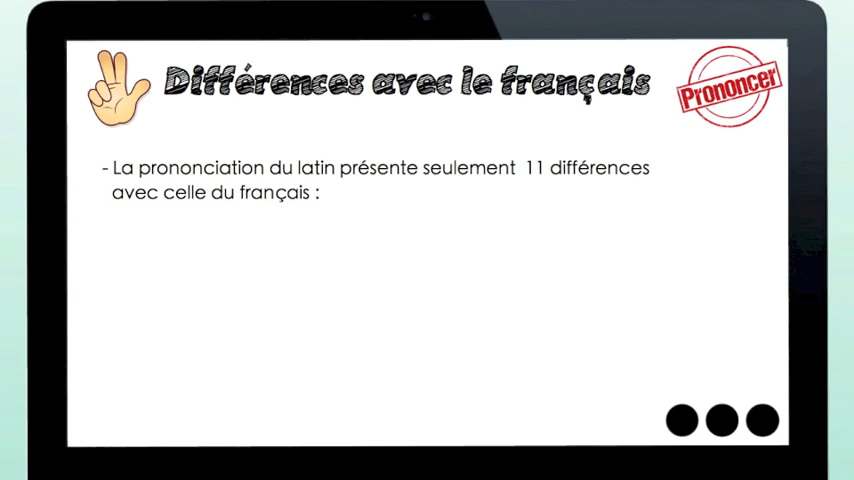 Différences avec le français
Prononcer
- La prononciation du latin présente seulement 11 différences
avec celle du français :